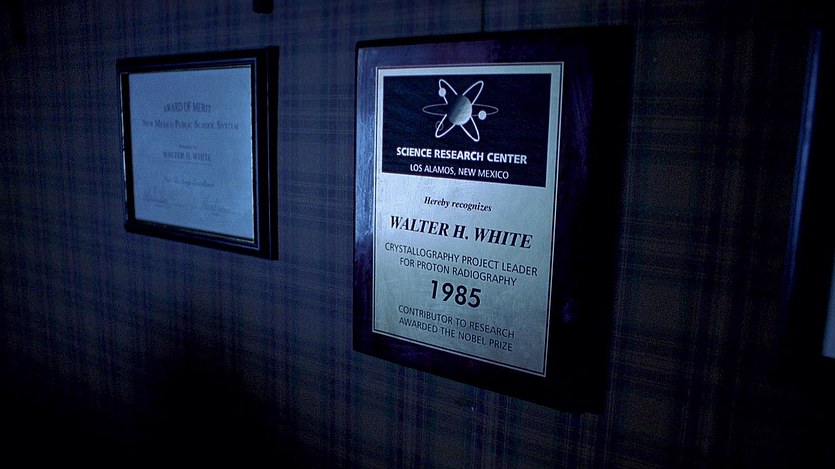 AWARD OF MERIT
NEW MEXICO PUBLIC SCHOOL SYSTEM
WALTER H. WHITE
SCIENCE RESEARCH CENTER
LOS ALAMOS, NEW MEXICO
Hereby recognizes
WALTER H. WHITE
CRYSTALLOGRAPHY PROJECT LEADER
FOR PROTON RADIOGRAPHY
1985
CONTRIBUTOR TO RESEARCH
AWARDED THE NOBEL PRIZE